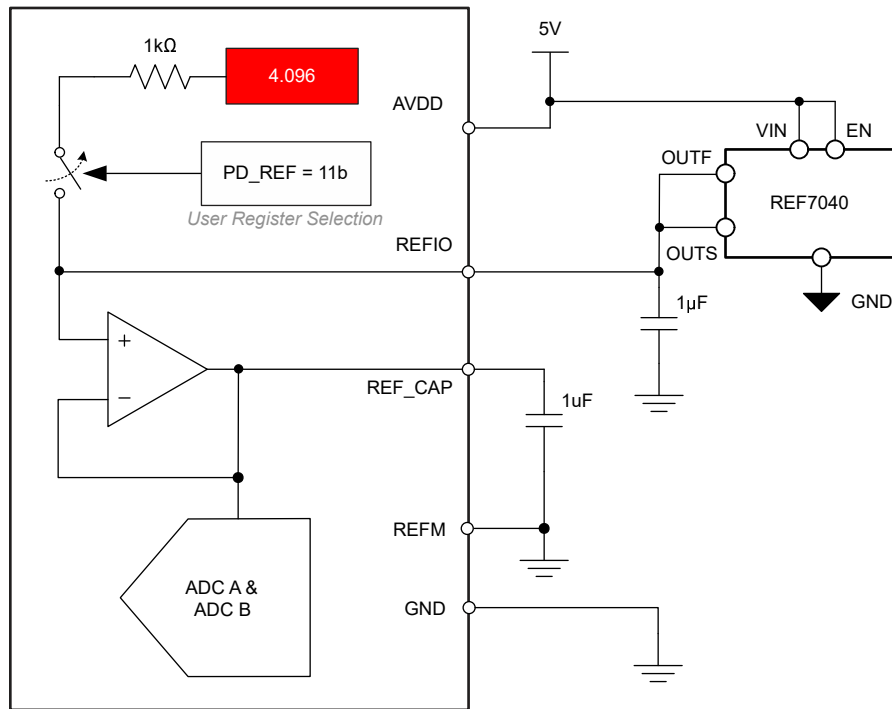 5V
1kΩ
4.096
AVDD
VIN
EN
OUTF
PD_REF = 11b
REF7040
User Register Selection
REFIO
OUTS
GND
1µF
+
−
REF_CAP
1uF
REFM
ADC A &
ADC B
GND